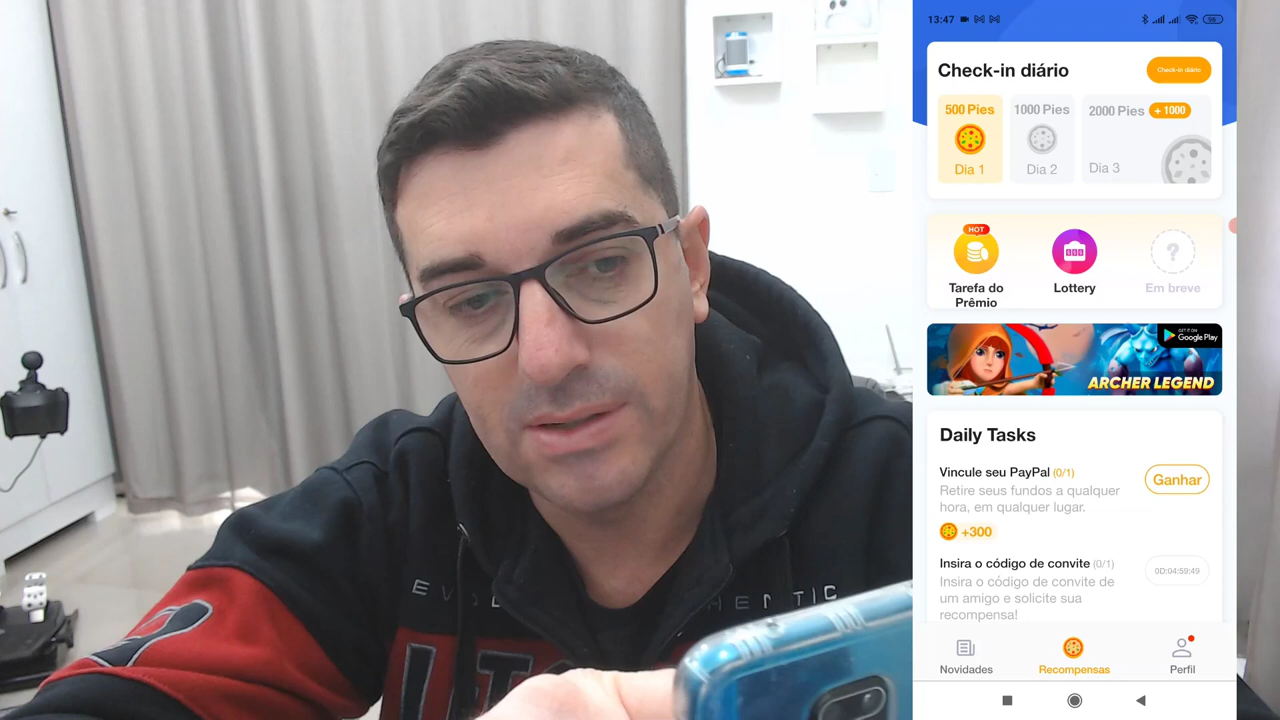 13:47
96
Check-in diário
Check-in diário
500 Pies
1000 Pies
2000 Pies
+ 1000
Dia 1
Dia 2
Dia 3
HOT
Tarefa do
Prêmio
Lottery
?
Em breve
GET IT ON
Google Play
ARCHER LEGEND
Daily Tasks
Vincule seu PayPal (0/1)
Retire seus fundos a qualquer
hora, em qualquer lugar.
Ganhar
+300
Insira o código de convite (0/1)
Insira o código de convite de
um amigo e solicite sua
recompensa!
0D:04:59:49
Novidades
Recompensas
Perfil